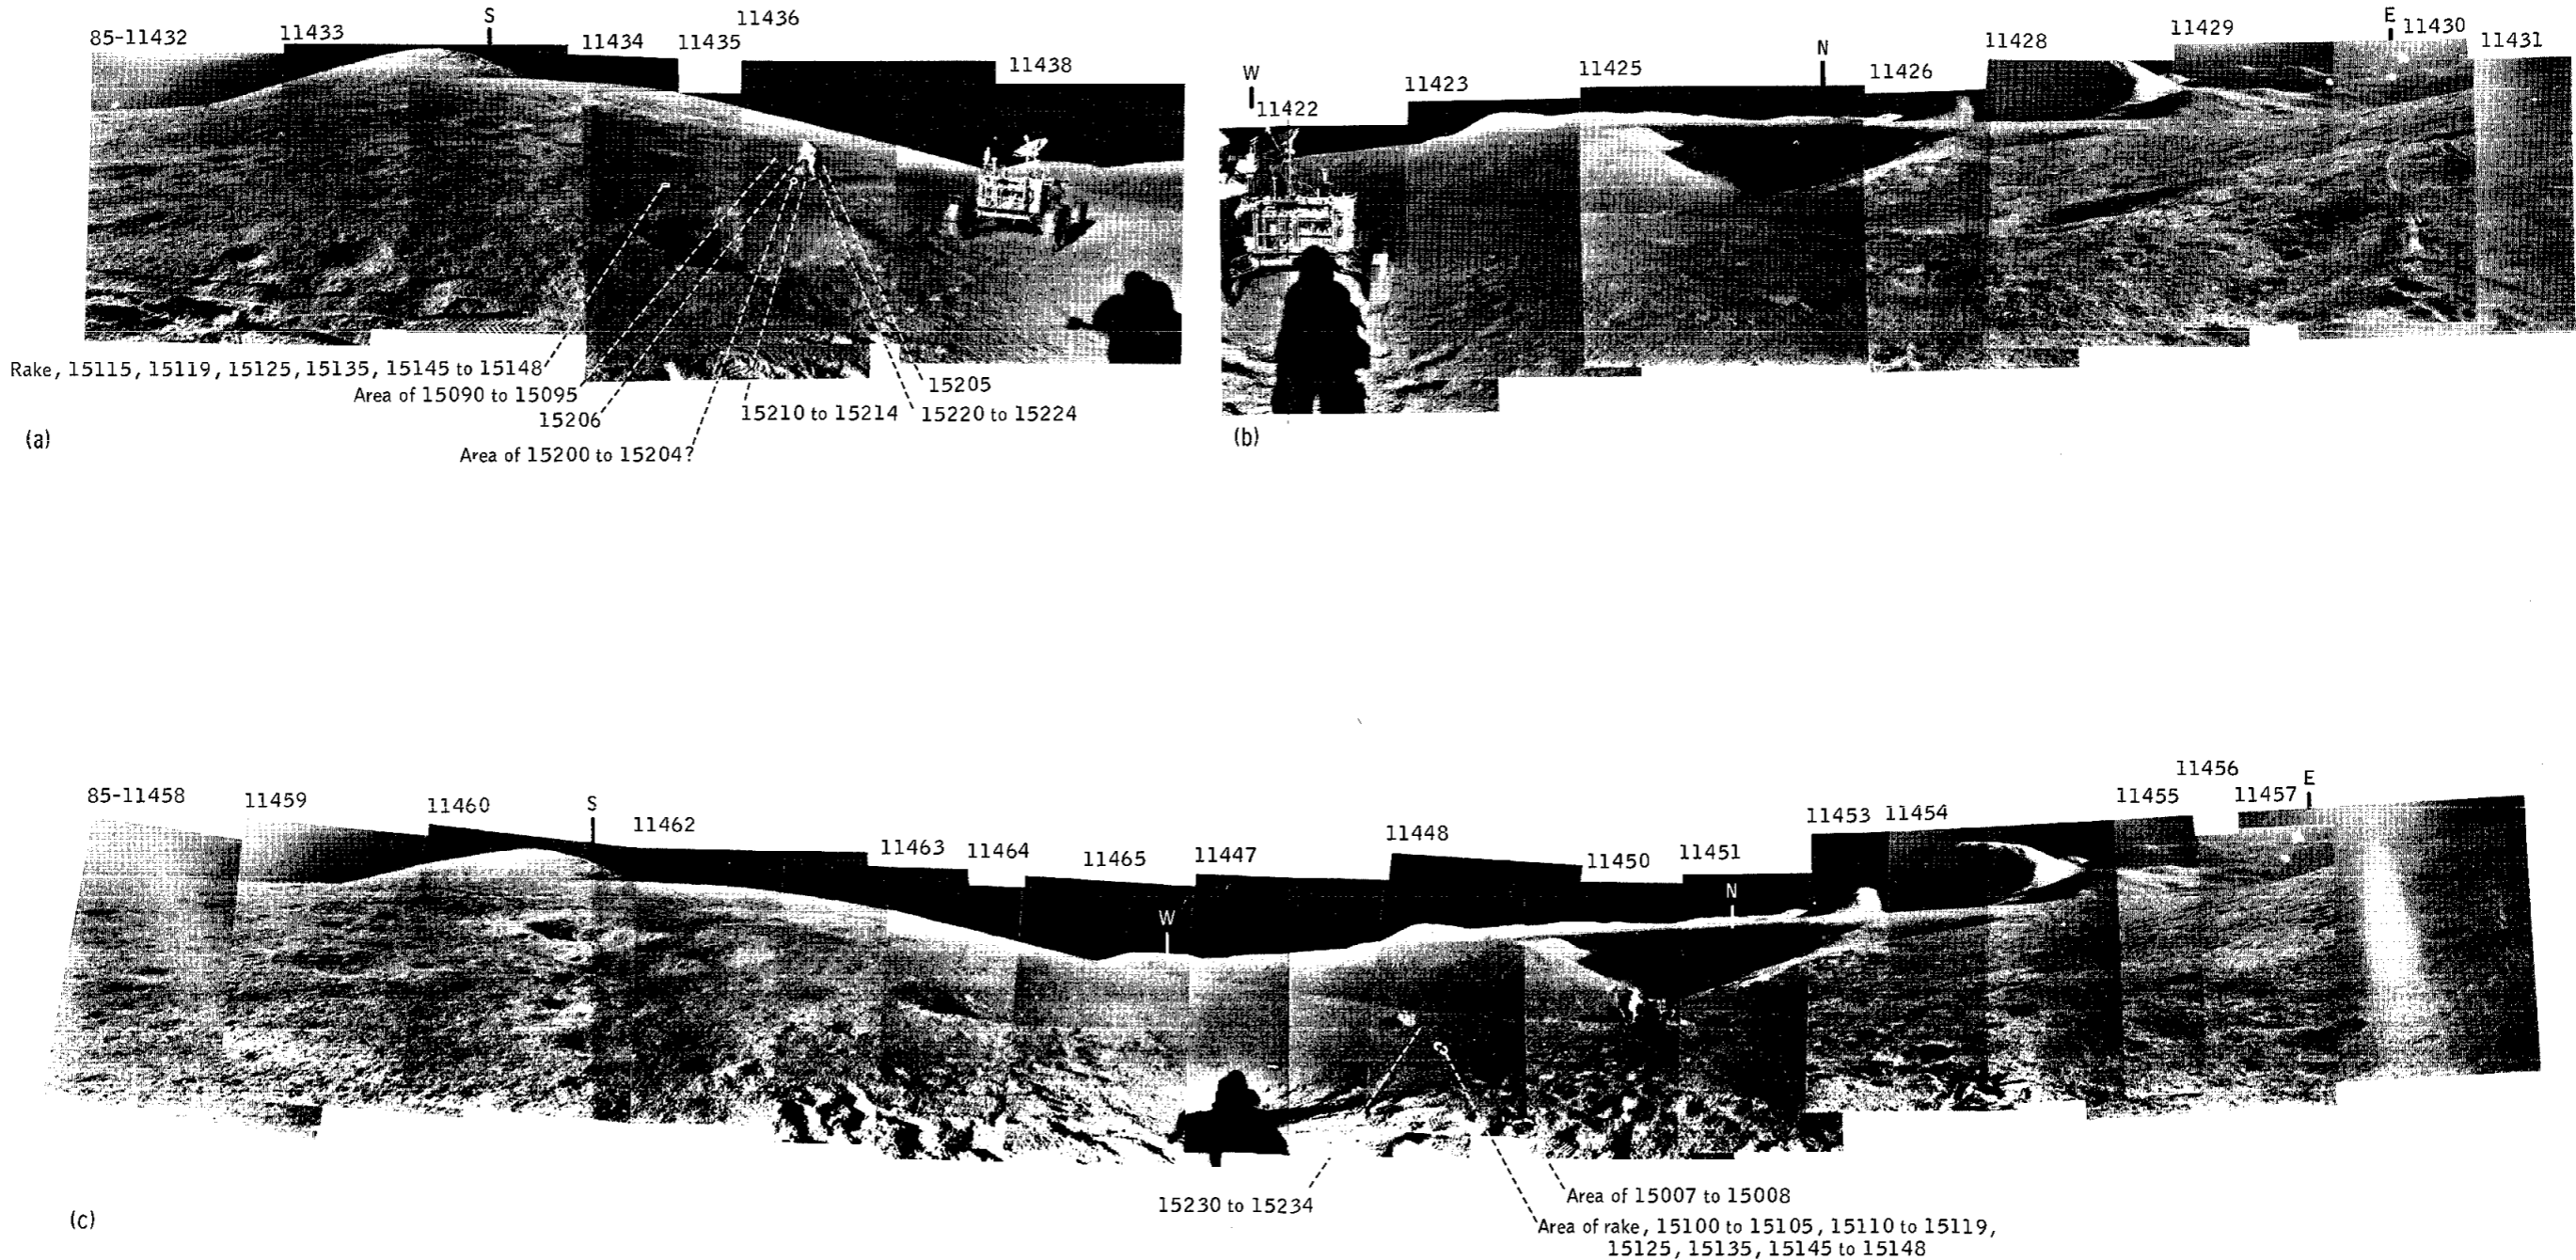 85-11432
11433
S
11434
11435
11436
11438
Rake, 15115, 15119, 15125, 15135, 15145 to 15148
Area of 15090 to 15095
15206
Area of 15200 to 15204?
15210 to 15214
15205
15220 to 15224
(a)
W
11422
11423
11425
N
11426
11428
11429
E
11430
11431
(b)
85-11458
11459
11460
S
11462
11463
11464
11465
W
11447
11448
11450
11451
N
11453
11454
11455
11456
11457
E
15230 to 15234
Area of 15007 to 15008
Area of rake, 15100 to 15105, 15110 to 15119,
15125, 15135, 15145 to 15148
(c)